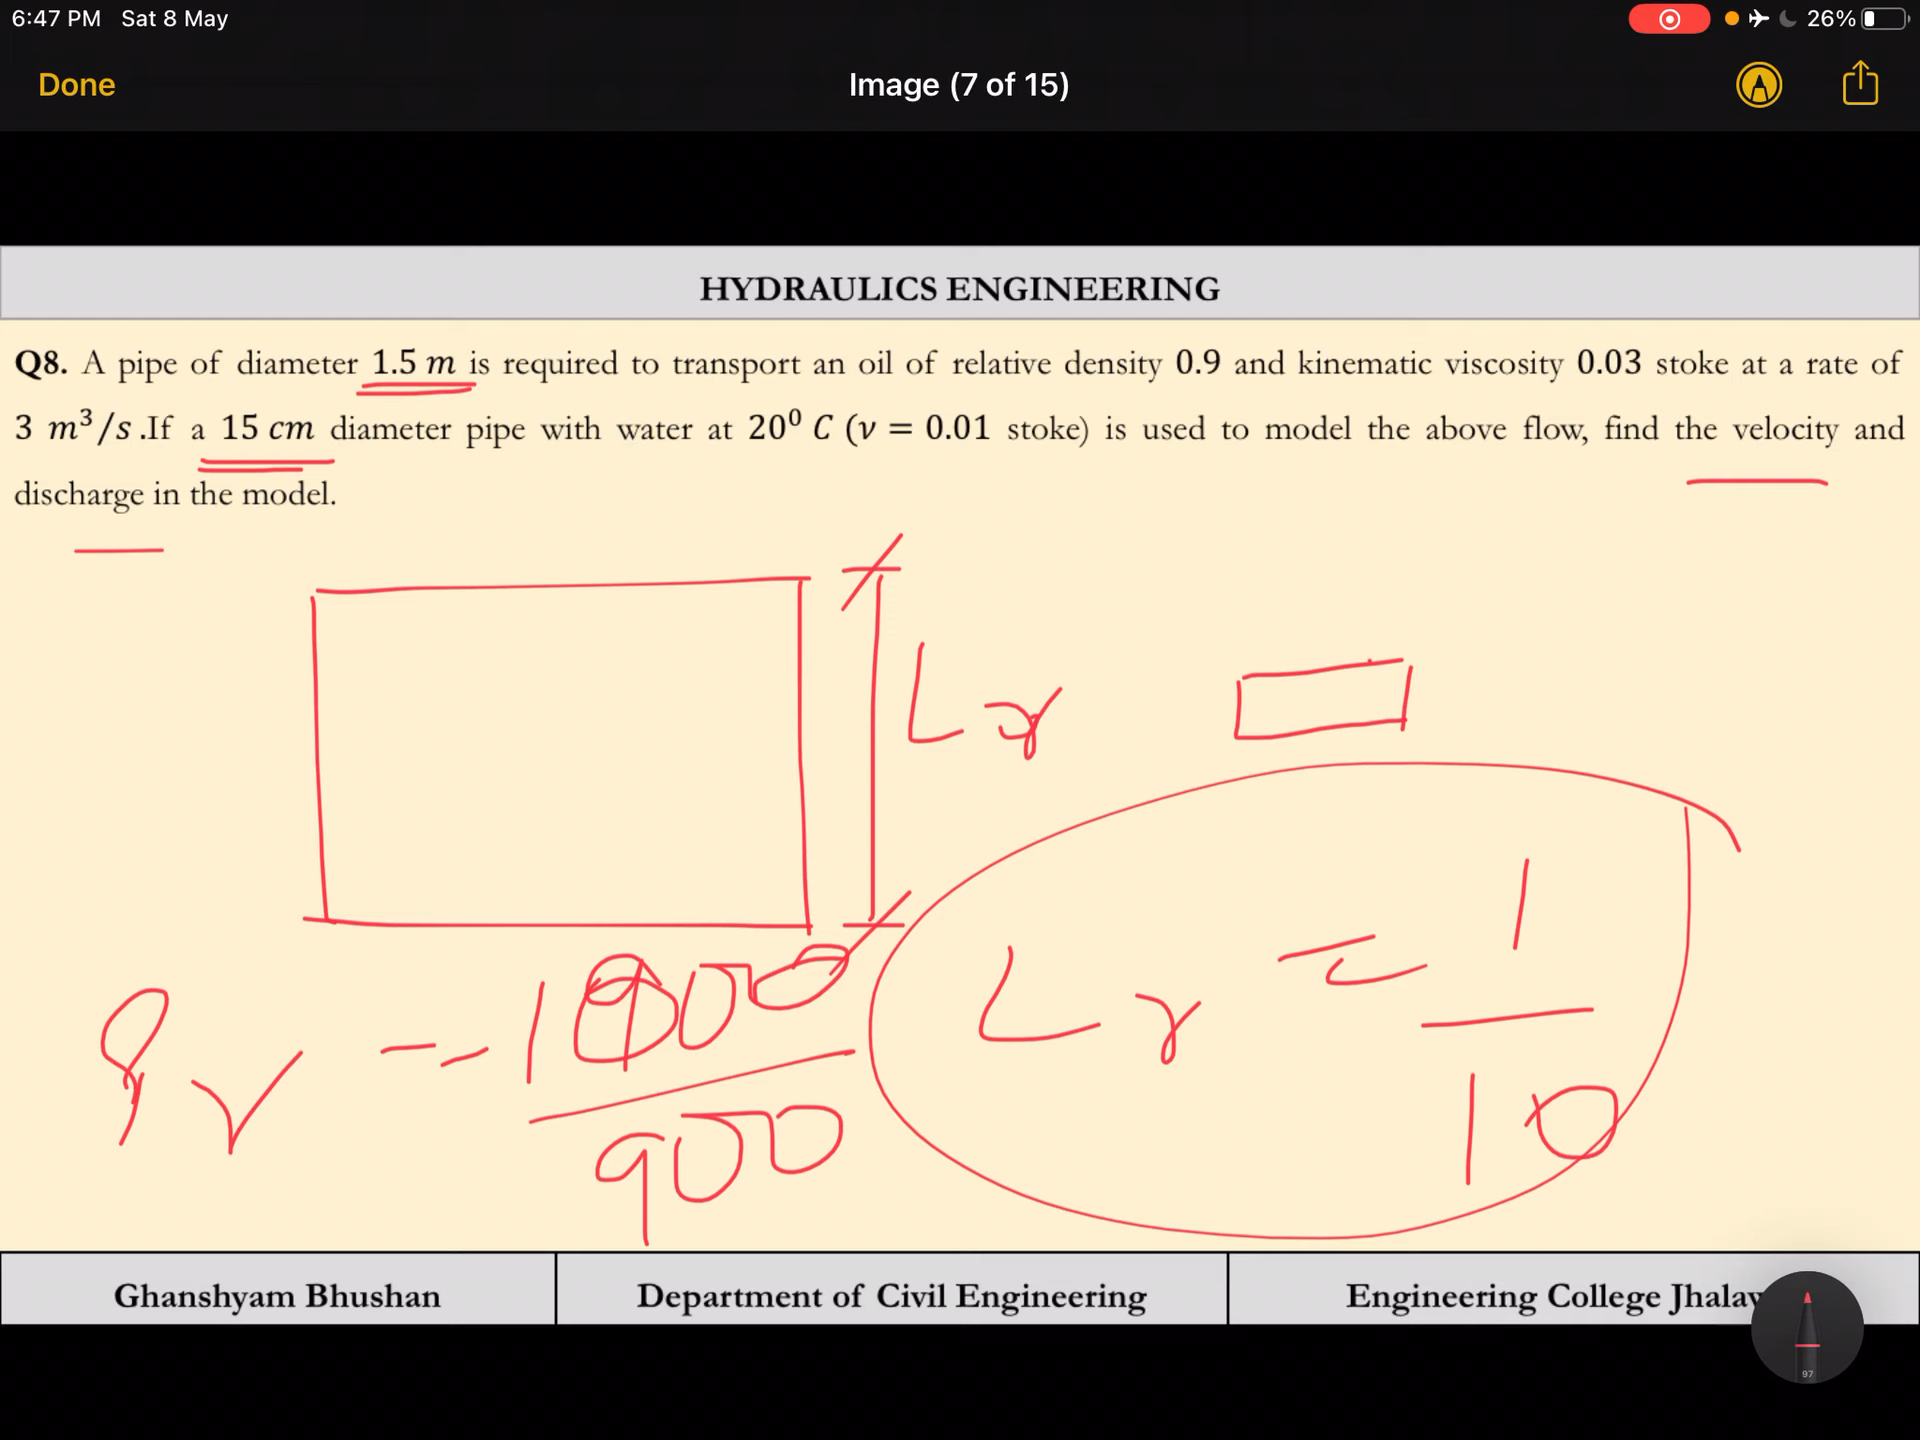 6:47 PM Sat 8 May
26%
Done
Image (7 of 15)
HYDRAULICS ENGINEERING
Q8. A pipe of diameter 1.5 m is required to transport an oil of relative density 0.9 and kinematic viscosity 0.03 stoke at a rate of
3 m³/s .If a 15 cm diameter pipe with water at 20⁰ C (ν = 0.01 stoke) is used to model the above flow, find the velocity and
discharge in the model.
Lr
Lr = 1/10
= 1000/900
Ghanshyam Bhushan
Department of Civil Engineering
Engineering College
97